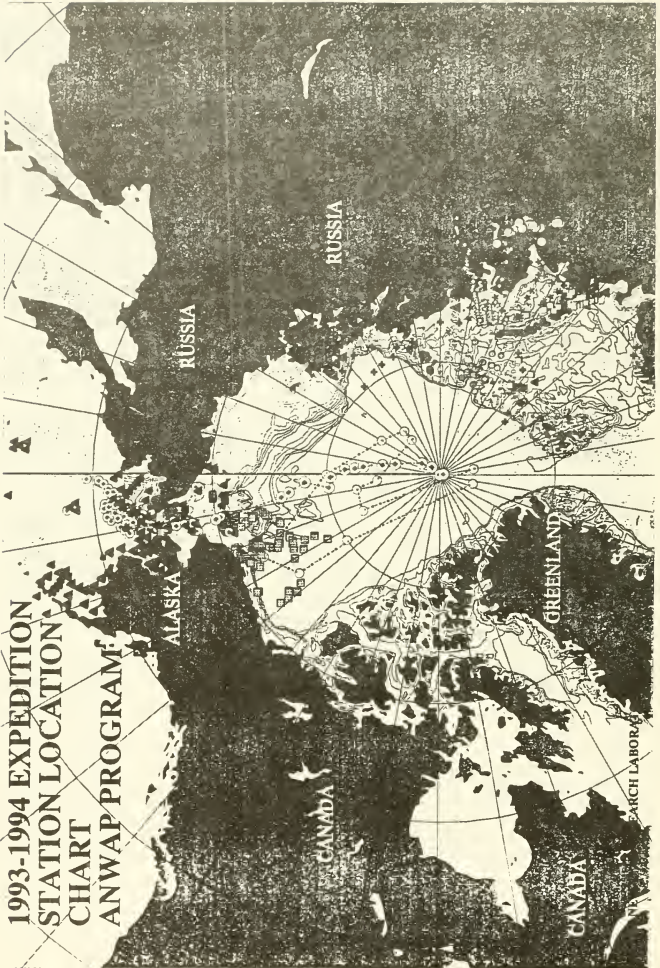 1993-1994 EXPEDITION
STATION LOCATION
CHART
ANWAP PROGRAM
RUSSIA
RUSSIA
ALASKA
GREENLAND
CANADA
CANADA